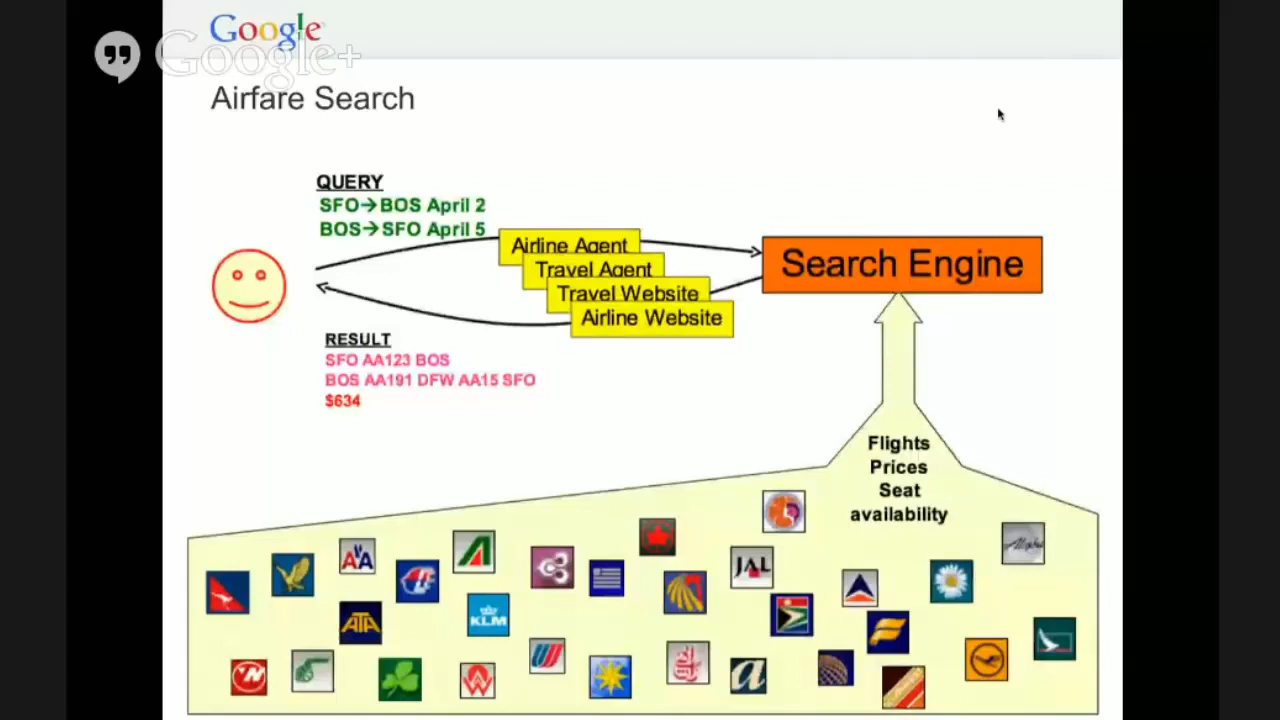 Google
Google+
Airfare Search
QUERY
SFO→BOS April 2
BOS→SFO April 5
Airline Agent
Travel Agent
Travel Website
Airline Website
Search Engine
RESULT
SFO AA123 BOS
BOS AA191 DFW AA15 SFO
$634
Flights
Prices
Seat
availability
AA
JAL
ATA
KLM
a